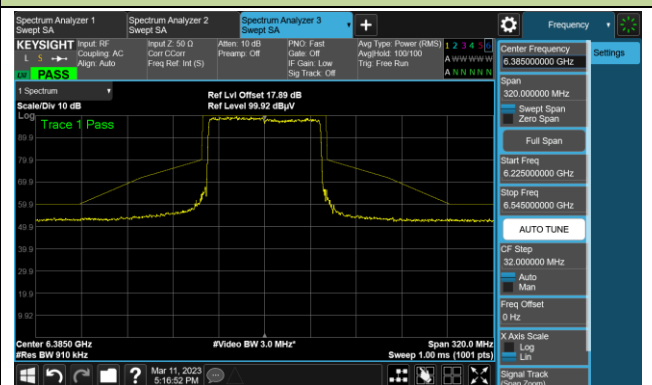 Spectrum Analyzer 1
Swept SA
Spectrum Analyzer 2
Swept SA
Spectrum Analyzer 3
Swept SA
Frequency
KEYSIGHT
L S
LXI PASS
Input: RF
Coupling: AC
Align: Auto
Input Z: 50 Ω
Corr CCorr
Freq Ref: Int (S)
Atten: 10 dB
Preamp: Off
PNO: Fast
Gate: Off
IF Gain: Low
Sig Track: Off
Avg Type: Power (RMS)
Avg|Hold: 100/100
Trig: Free Run
1 2 3 4 5 6
A W W W W W
A N N N N N
1 Spectrum
Scale/Div 10 dB
Ref Lvl Offset 17.89 dB
Ref Level 99.92 dBµV
Log
Trace 1 Pass
89.9
79.9
69.9
59.9
49.9
39.9
29.9
19.9
9.92
Center 6.3850 GHz
#Res BW 910 kHz
#Video BW 3.0 MHz*
Span 320.0 MHz
Sweep 1.00 ms (1001 pts)
Mar 11, 2023
5:16:52 PM
Center Frequency
6.385000000 GHz
Span
320.000000 MHz
Swept Span
Zero Span
Full Span
Start Freq
6.225000000 GHz
Stop Freq
6.545000000 GHz
AUTO TUNE
CF Step
32.000000 MHz
Auto
Man
Freq Offset
0 Hz
X Axis Scale
Log
Lin
Signal Track
(Span Zoom)
Settings